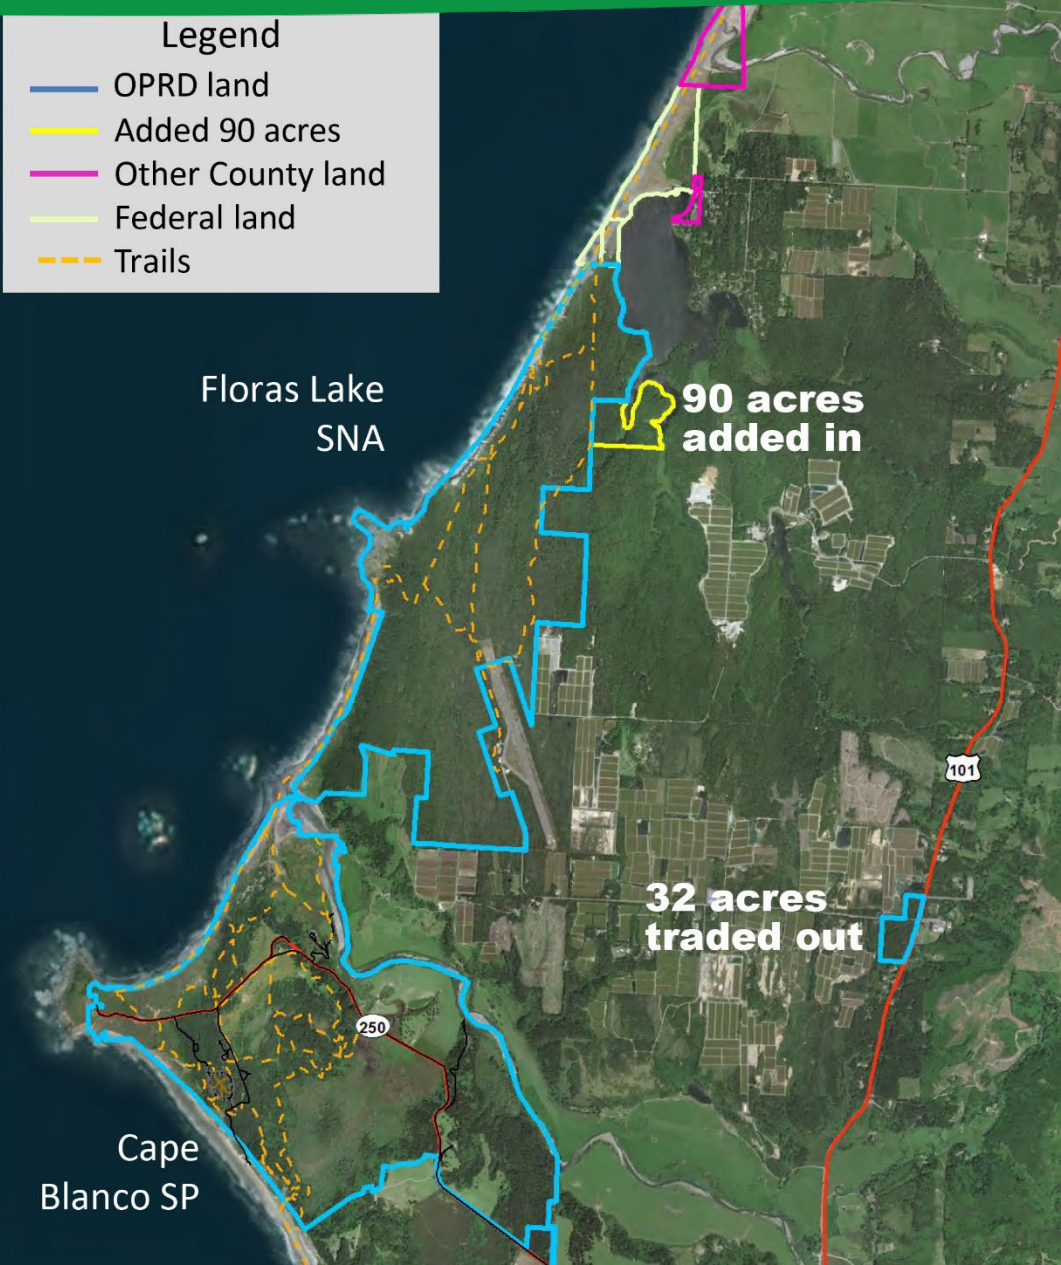 Legend
OPRD land
Added 90 acres
Other County land
Federal land
Trails
Floras Lake
SNA
90 acres
added in
101
32 acres
traded out
250
Cape
Blanco SP